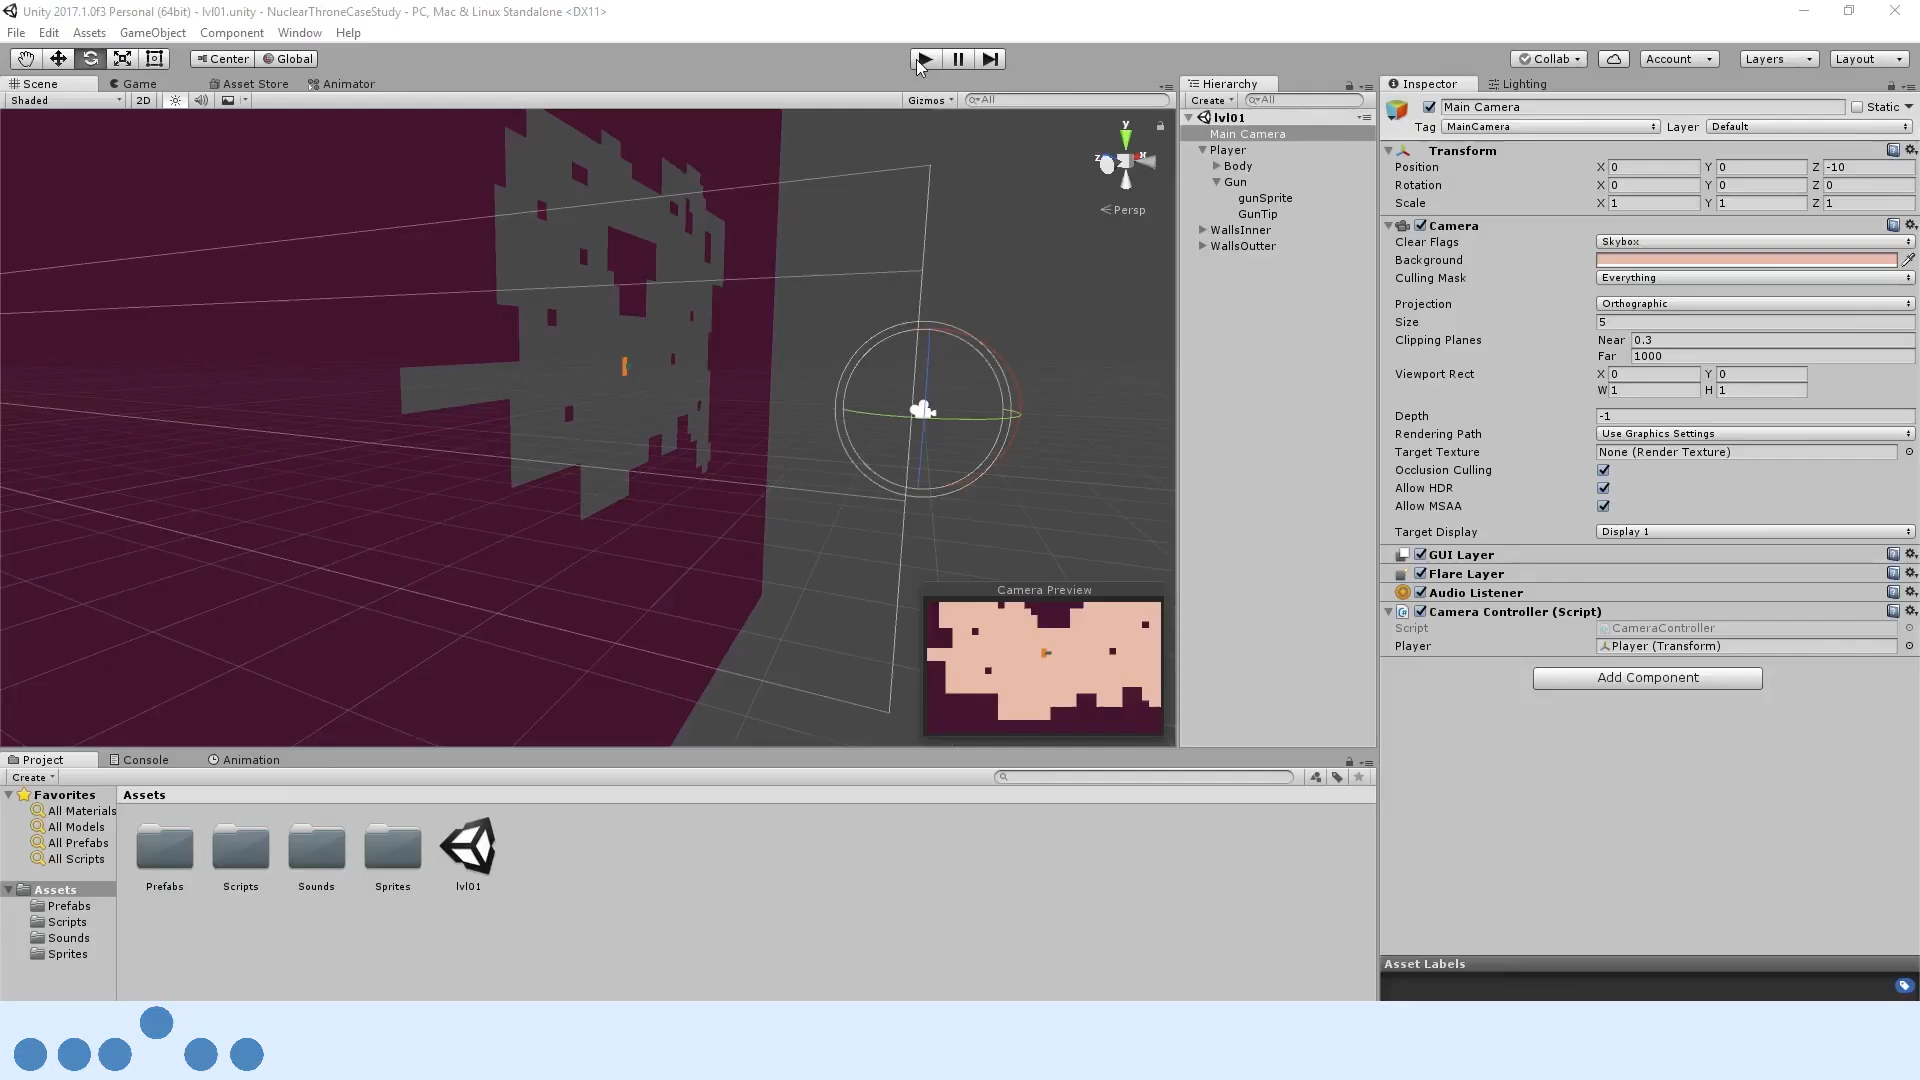 Unity 2017.1.0f3 Personal (64bit) - lvl01.unity - NuclearThroneCaseStudy - PC, Mac & Linux Standalone <DX11>
File Edit Assets GameObject Component Window Help
Center Global Collab Account Layers Layout
Scene Game Asset Store Animator
Shaded 2D Gizmos All
y
z x
Persp
Camera Preview
Hierarchy
Create All
lvl01
Main Camera
Player
Body
Gun
gunSprite
GunTip
WallsInner
WallsOutter
Inspector Lighting
Main Camera Static
Tag MainCamera Layer Default
Transform
Position X 0 Y 0 Z -10
Rotation X 0 Y 0 Z 0
Scale X 1 Y 1 Z 1
Camera
Clear Flags Skybox
Background
Culling Mask Everything
Projection Orthographic
Size 5
Clipping Planes Near 0.3
Far 1000
Viewport Rect X 0 Y 0
W 1 H 1
Depth -1
Rendering Path Use Graphics Settings
Target Texture None (Render Texture)
Occlusion Culling
Allow HDR
Allow MSAA
Target Display Display 1
GUI Layer
Flare Layer
Audio Listener
Camera Controller (Script)
Script CameraController
Player Player (Transform)
Add Component
Asset Labels
Project Console Animation
Create
Favorites
All Materials
All Models
All Prefabs
All Scripts
Assets
Prefabs
Scripts
Sounds
Sprites
Assets
Prefabs Scripts Sounds Sprites lvl01